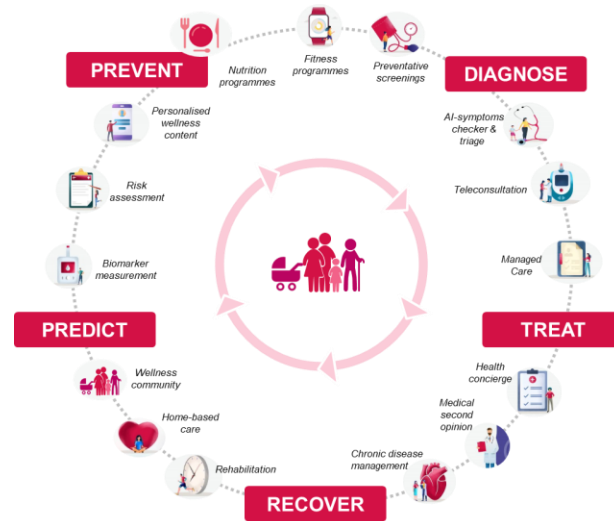 PREVENT
Nutrition
programmes
Fitness
programmes
Preventative
screenings
DIAGNOSE
AI-symptoms
checker &
triage
Teleconsultation
Managed
Care
TREAT
Health
concierge
Medical
second
opinion
Chronic disease
management
RECOVER
Rehabilitation
Home-based
care
Wellness
community
PREDICT
Biomarker
measurement
Risk
assessment
Personalised
wellness
content